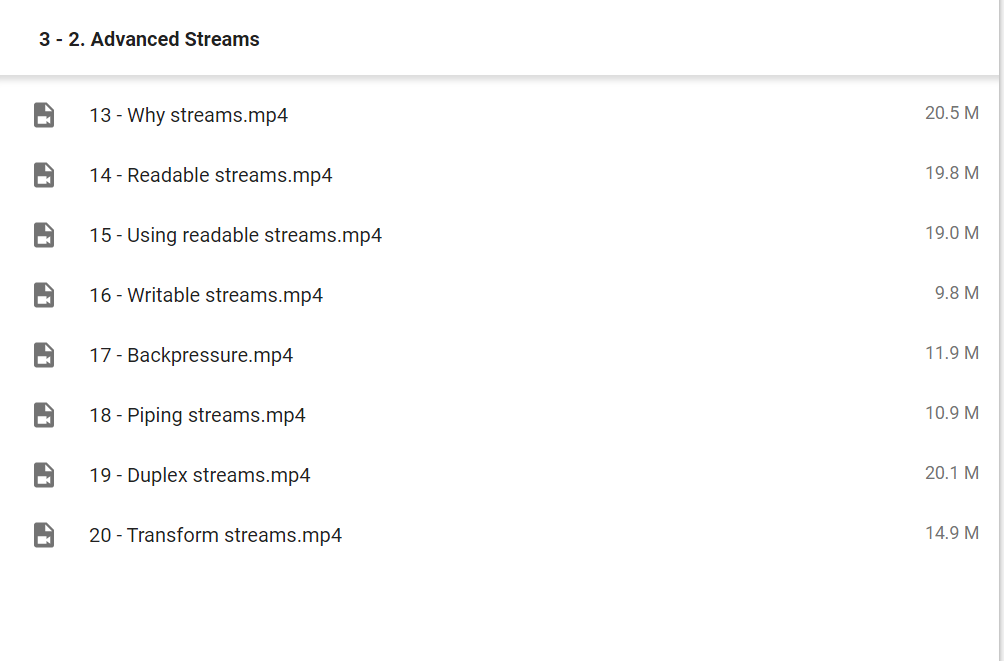 3 - 2. Advanced Streams
13 - Why streams.mp4 20.5 M
14 - Readable streams.mp4 19.8 M
15 - Using readable streams.mp4 19.0 M
16 - Writable streams.mp4 9.8 M
17 - Backpressure.mp4 11.9 M
18 - Piping streams.mp4 10.9 M
19 - Duplex streams.mp4 20.1 M
20 - Transform streams.mp4 14.9 M